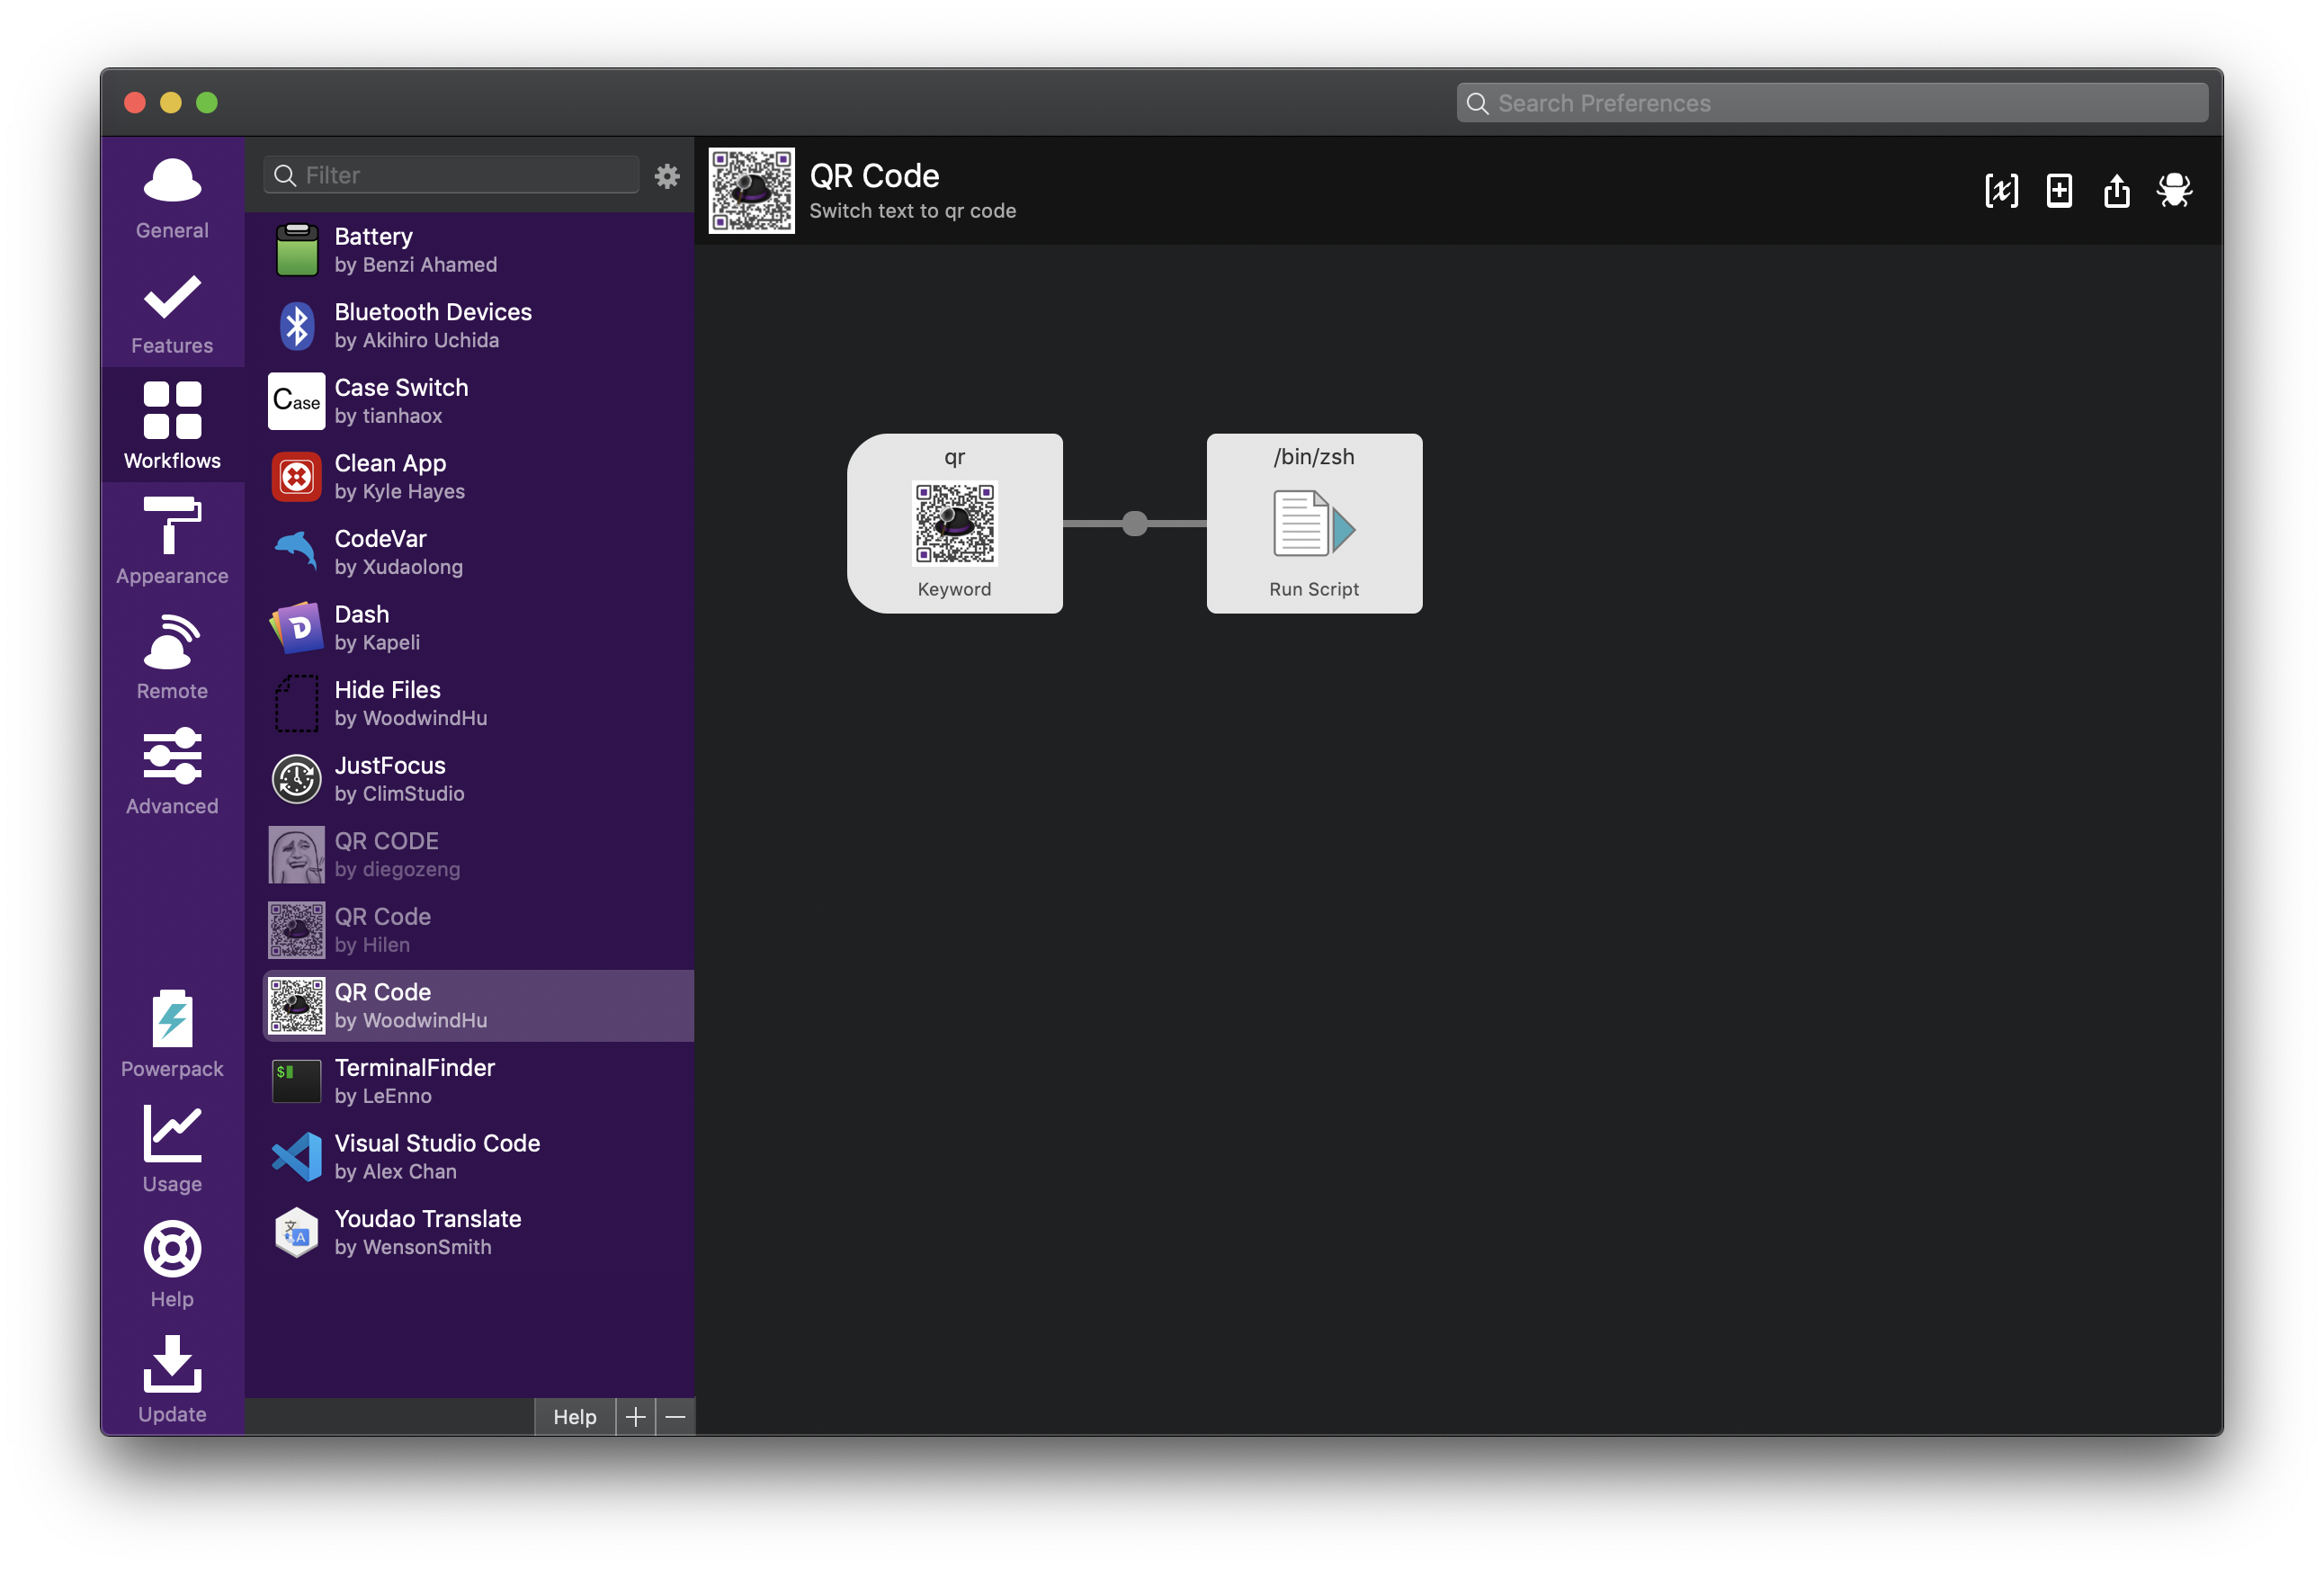 Search Preferences
General
Features
Workflows
Appearance
Remote
Advanced
Powerpack
Usage
Help
Update
Filter
Battery
by Benzi Ahamed
Bluetooth Devices
by Akihiro Uchida
Case
Case Switch
by tianhaox
Clean App
by Kyle Hayes
CodeVar
by Xudaolong
Dash
by Kapeli
Hide Files
by WoodwindHu
JustFocus
by ClimStudio
QR CODE
by diegozeng
QR Code
by Hilen
QR Code
by WoodwindHu
$
TerminalFinder
by LeEnno
Visual Studio Code
by Alex Chan
文 A
Youdao Translate
by WensonSmith
Help
QR Code
Switch text to qr code
qr
Keyword
/bin/zsh
Run Script